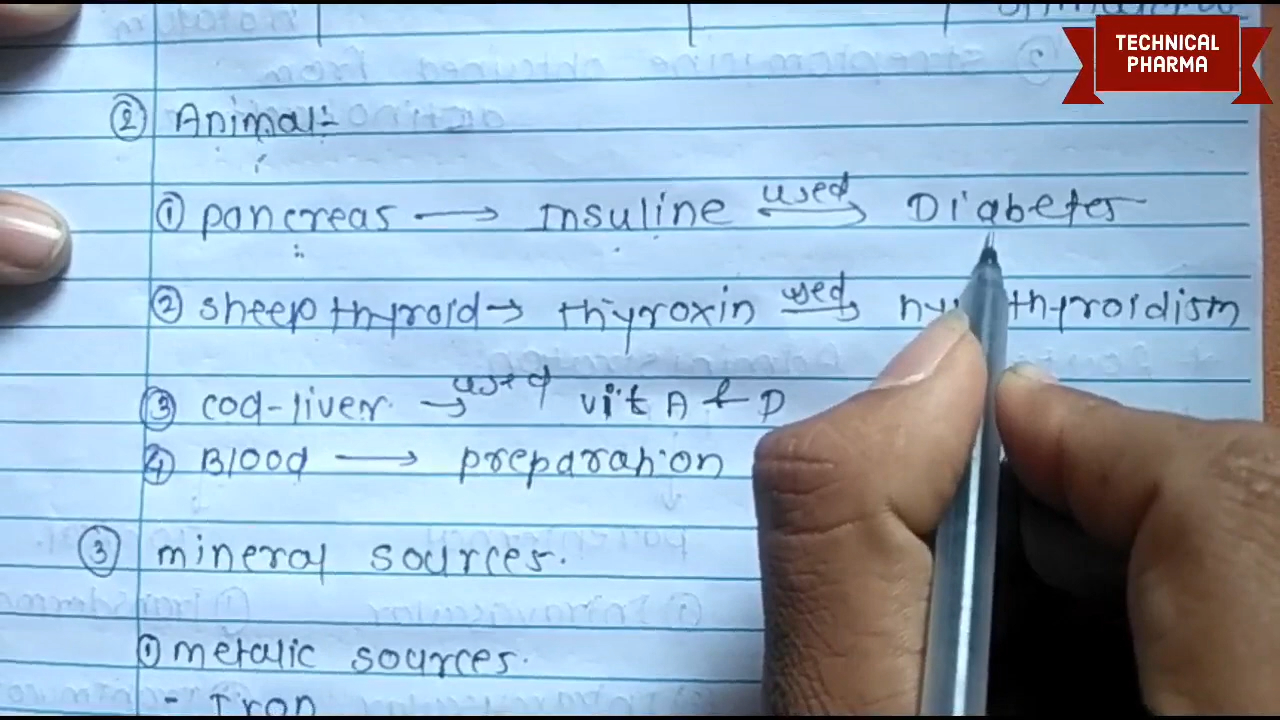 TECHNICAL
PHARMA
② Animal:-
① pancreas → Insuline used → Diabetes
② sheep thyroid → thyroxin used → thyroidism
③ cod-liver → used vit A & D
④ Blood → preparation
③ mineral sources.
① metalic sources.
- Iron